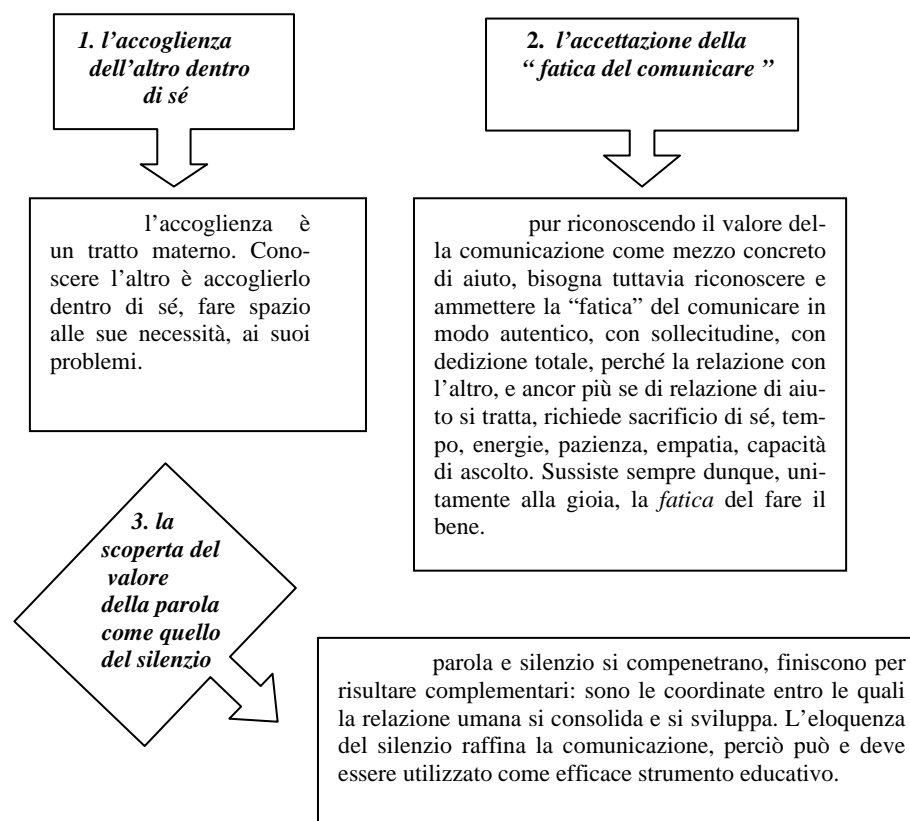 1. l'accoglienza
dell'altro dentro
di sé
l'accoglienza è
un tratto materno. Cono-
scere l'altro è accoglierlo
dentro di sé, fare spazio
alle sue necessità, ai suoi
problemi.
2. l'accettazione della
“ fatica del comunicare ”
pur riconoscendo il valore del-
la comunicazione come mezzo concreto
di aiuto, bisogna tuttavia riconoscere e
ammettere la “fatica” del comunicare in
modo autentico, con sollecitudine, con
dedizione totale, perché la relazione con
l'altro, e ancor più se di relazione di aiu-
to si tratta, richiede sacrificio di sé, tem-
po, energie, pazienza, empatia, capacità
di ascolto. Sussiste sempre dunque, uni-
tamente alla gioia, la fatica del fare il
bene.
3. la
scoperta del
valore
della parola
come quello
del silenzio
parola e silenzio si compenetrano, finiscono per
risultare complementari: sono le coordinate entro le quali
la relazione umana si consolida e si sviluppa. L'eloquenza
del silenzio raffina la comunicazione, perciò può e deve
essere utilizzato come efficace strumento educativo.